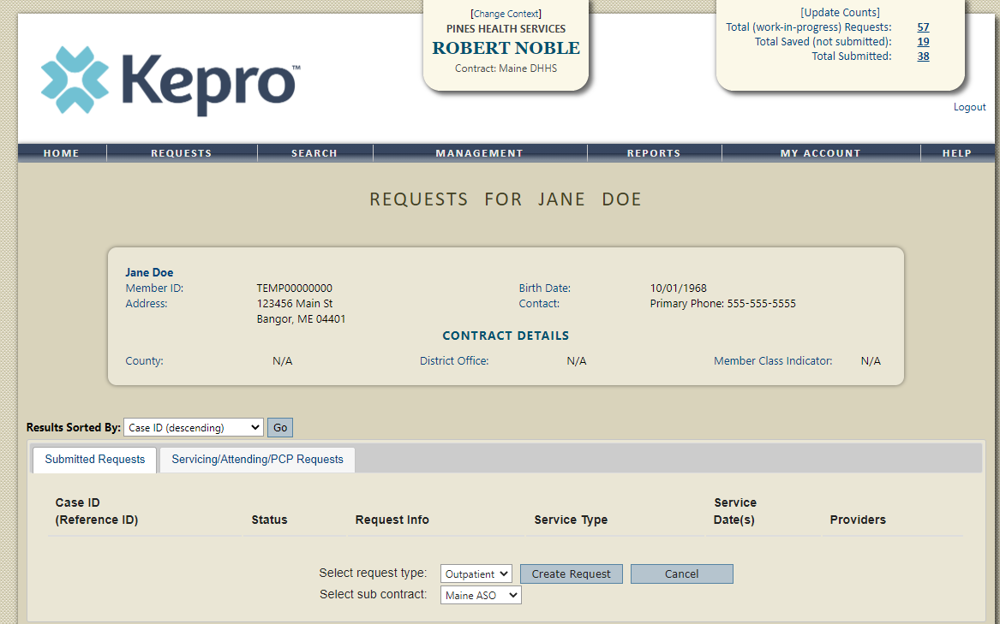 [Change Context]
PINES HEALTH SERVICES
ROBERT NOBLE
Contract: Maine DHHS
[Update Counts]
Total (work-in-progress) Requests: 57
Total Saved (not submitted): 19
Total Submitted: 38
Kepro™
Logout
HOME REQUESTS SEARCH MANAGEMENT REPORTS MY ACCOUNT HELP
REQUESTS FOR JANE DOE
Jane Doe
Member ID: TEMP00000000 Birth Date: 10/01/1968
Address: 123456 Main St Contact: Primary Phone: 555-555-5555
Bangor, ME 04401
CONTRACT DETAILS
County: N/A District Office: N/A Member Class Indicator: N/A
Results Sorted By: Case ID (descending) Go
Submitted Requests Servicing/Attending/PCP Requests
Case ID
(Reference ID) Status Request Info Service Type Service
Date(s) Providers
Select request type: Outpatient Create Request Cancel
Select sub contract: Maine ASO